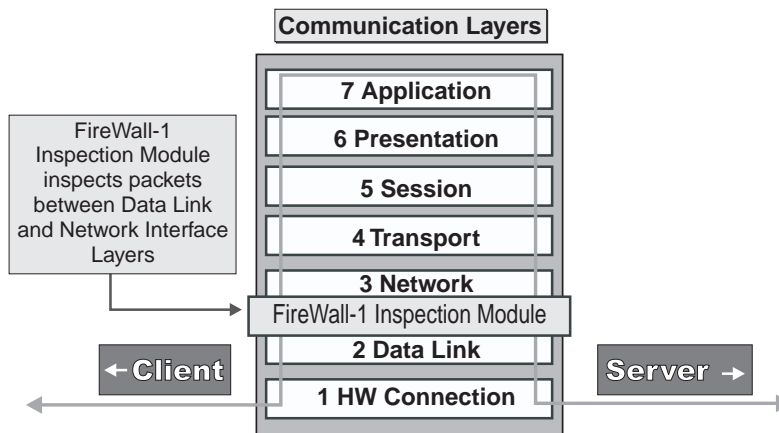 Communication Layers
7 Application
FireWall-1
Inspection Module
inspects packets
between Data Link
and Network Interface
Layers
6 Presentation
5 Session
4 Transport
3 Network
FireWall-1 Inspection Module
2 Data Link
Client
Server
1 HW Connection